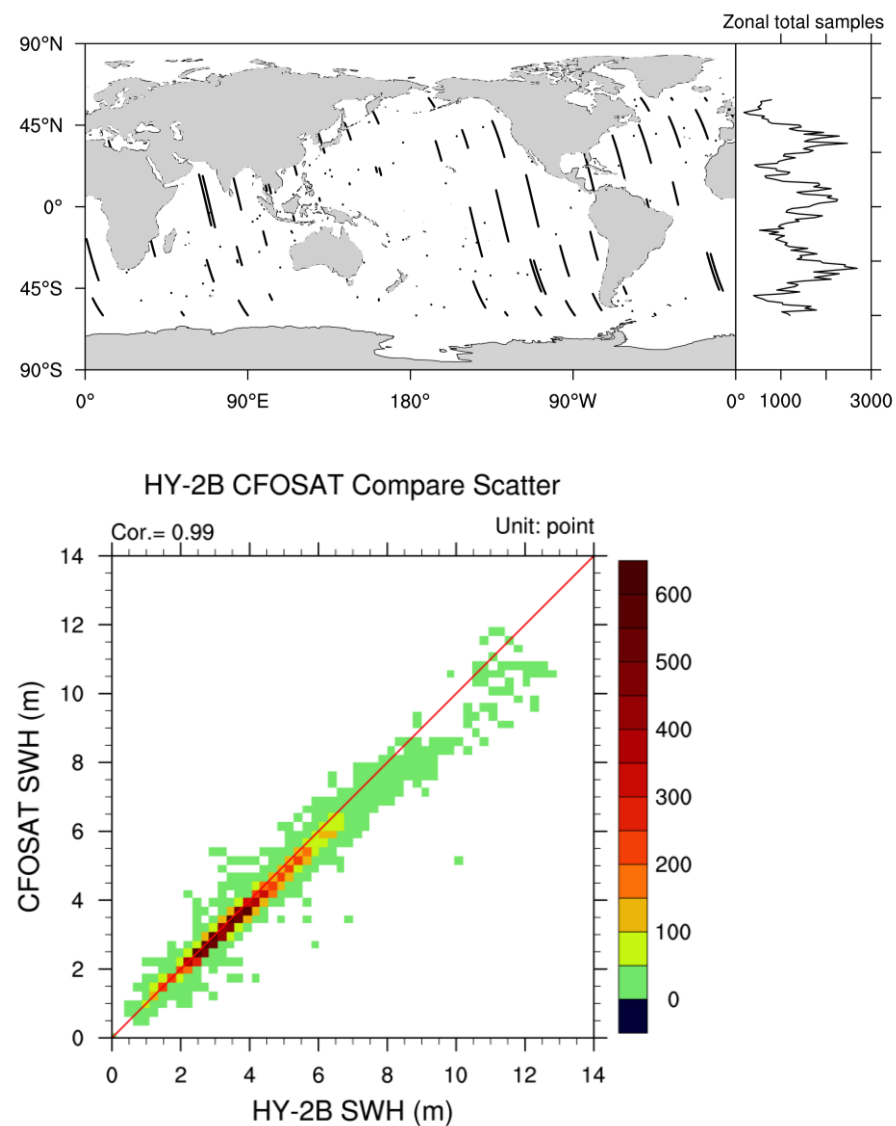 Zonal total samples
90°N
45°N
0°
45°S
90°S
0° 90°E 180° 90°W 0° 1000 3000
HY-2B CFOSAT Compare Scatter
Cor.= 0.99 Unit: point
14
12
10
8
6
4
2
0
CFOSAT SWH (m)
0 2 4 6 8 10 12 14
HY-2B SWH (m)
600
500
400
300
200
100
0